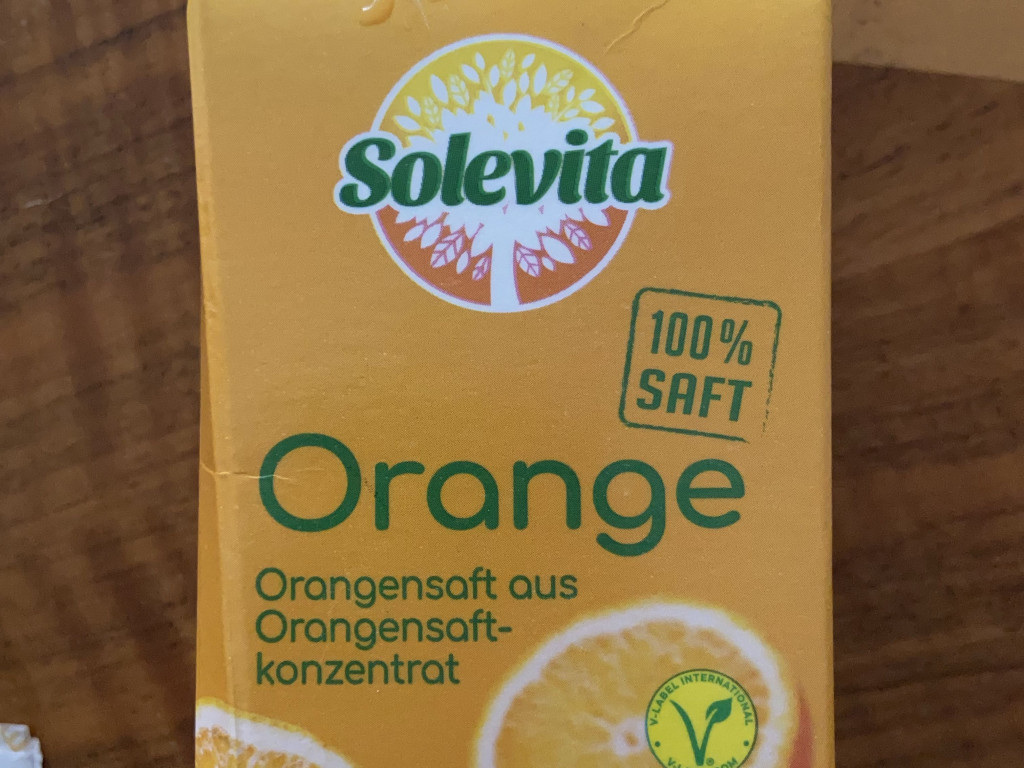 Solevita
100%
SAFT
Orange
Orangensaft aus
Orangensaft-
konzentrat
V-LABEL INTERNATIONAL